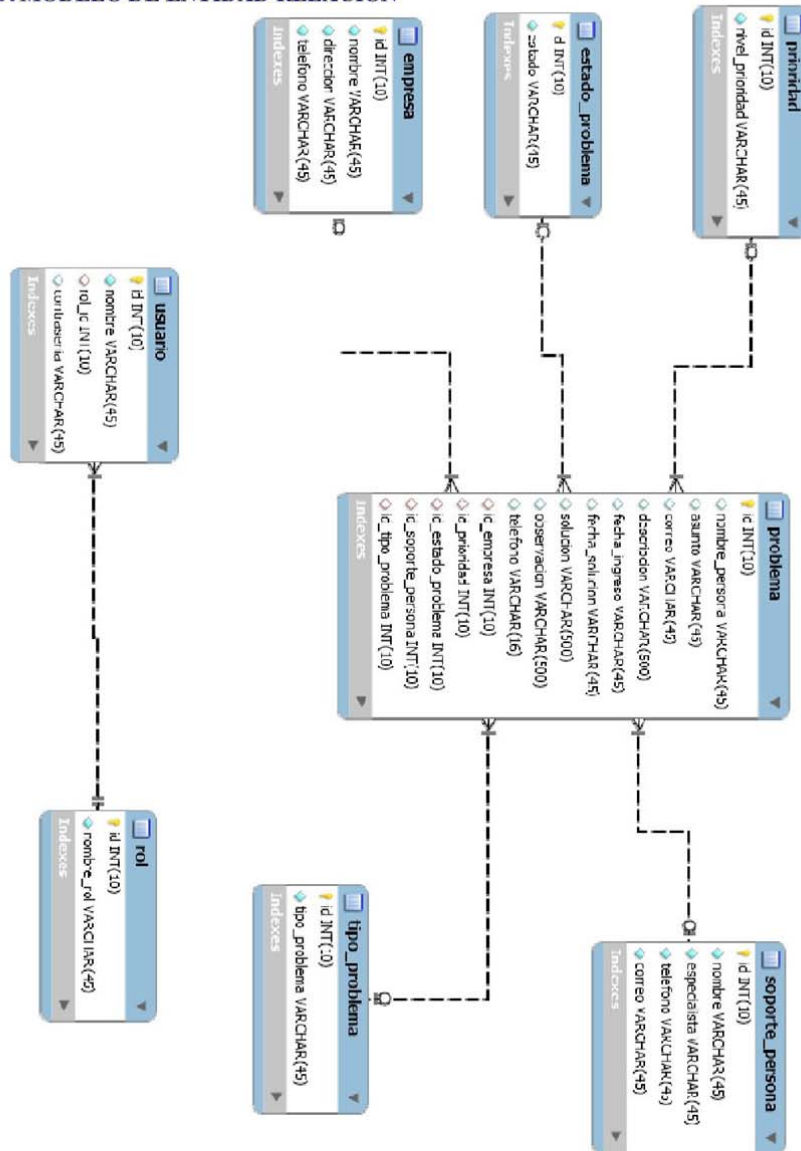 MODELO DE ENTIDAD RELACION
prioridad
id INT(10)
nivel_prioridad VARCHAR(45)
Indexes
estado_problema
id INT(10)
estado VARCHAR(45)
Indexes
empresa
id INT(10)
nombre VARCHAR(45)
direccion VARCHAR(45)
telefono VARCHAR(45)
Indexes
problema
id INT(10)
nombre_persona VARCHAR(45)
asunto VARCHAR(45)
correo VARCHAR(45)
describcion VARCHAR(500)
fecha_ingreso VARCHAR(45)
fecha_solucion VARCHAR(45)
solucion VARCHAR(500)
observacion VARCHAR(500)
telefono VARCHAR(16)
id_empresa INT(10)
id_prioridad INT(10)
id_estado_problema INT(10)
id_soporte_persona INT(10)
id_tipo_problema INT(10)
Indexes
usuario
id INT(10)
nombre VARCHAR(45)
rol_id INT(10)
contraseña VARCHAR(45)
Indexes
soporte_persona
id INT(10)
nombre VARCHAR(45)
especialista VARCHAR(45)
telefono VARCHAR(45)
correo VARCHAR(45)
Indexes
tipo_problema
id INT(10)
tipo_problema VARCHAR(45)
Indexes
rol
id INT(10)
nombre_rol VARCHAR(45)
Indexes